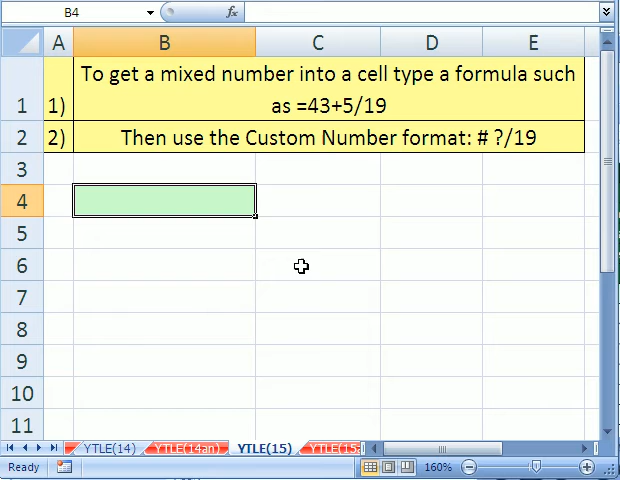 B4 fx
A B C D E
1 1) To get a mixed number into a cell type a formula such
as =43+5/19
2 2) Then use the Custom Number format: # ?/19
3
4
5
6
7
8
9
10
11
YTLE(14) YTLE(14an) YTLE(15) YTLE(15
Ready 160%